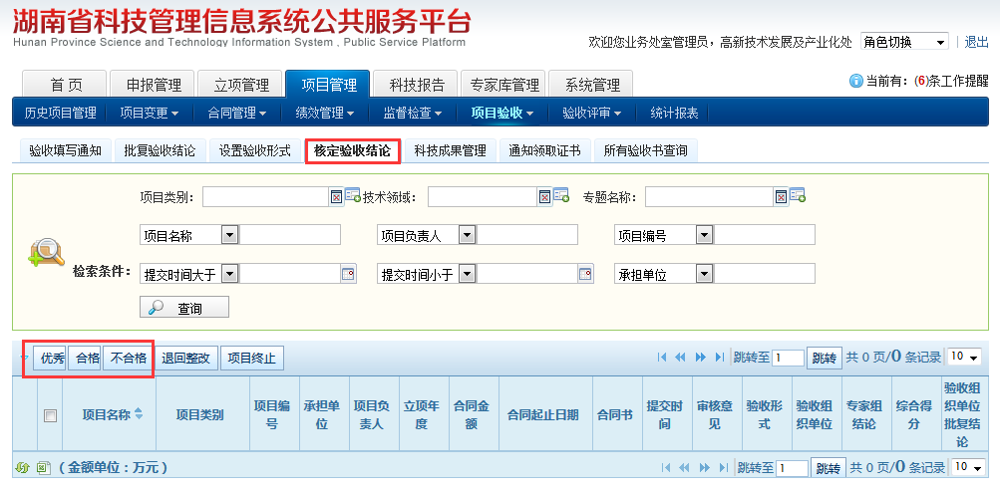 湖南省科技管理信息系统公共服务平台
Hunan Province Science and Technology Information System , Public Service Platform
欢迎您业务处室管理员，高新技术发展及产业化处 角色切换 退出
首 页 申报管理 立项管理 项目管理 科技报告 专家库管理 系统管理 当前有：(6)条工作提醒
历史项目管理 项目变更 合同管理 绩效管理 监督检查 项目验收 验收评审 统计报表
验收填写通知 批复验收结论 设置验收形式 核定验收结论 科技成果管理 通知领取证书 所有验收书查询
项目类别： 技术领域： 专题名称：
项目名称 项目负责人 项目编号
检索条件：
提交时间大于 提交时间小于 承担单位
查询
优秀 合格 不合格 退回整改 项目终止 跳转至 1 跳转 共 0 页/0 条记录 10
项目名称 项目类别 项目编号 承担单位 项目负责人 立项年度 合同金额 合同起止日期 合同书 提交时间 审核意见 验收形式 验收组织单位 专家组结论 综合得分 验收组织单位批复结论
（金额单位：万元） 跳转至 1 跳转 共 0 页/0 条记录 10